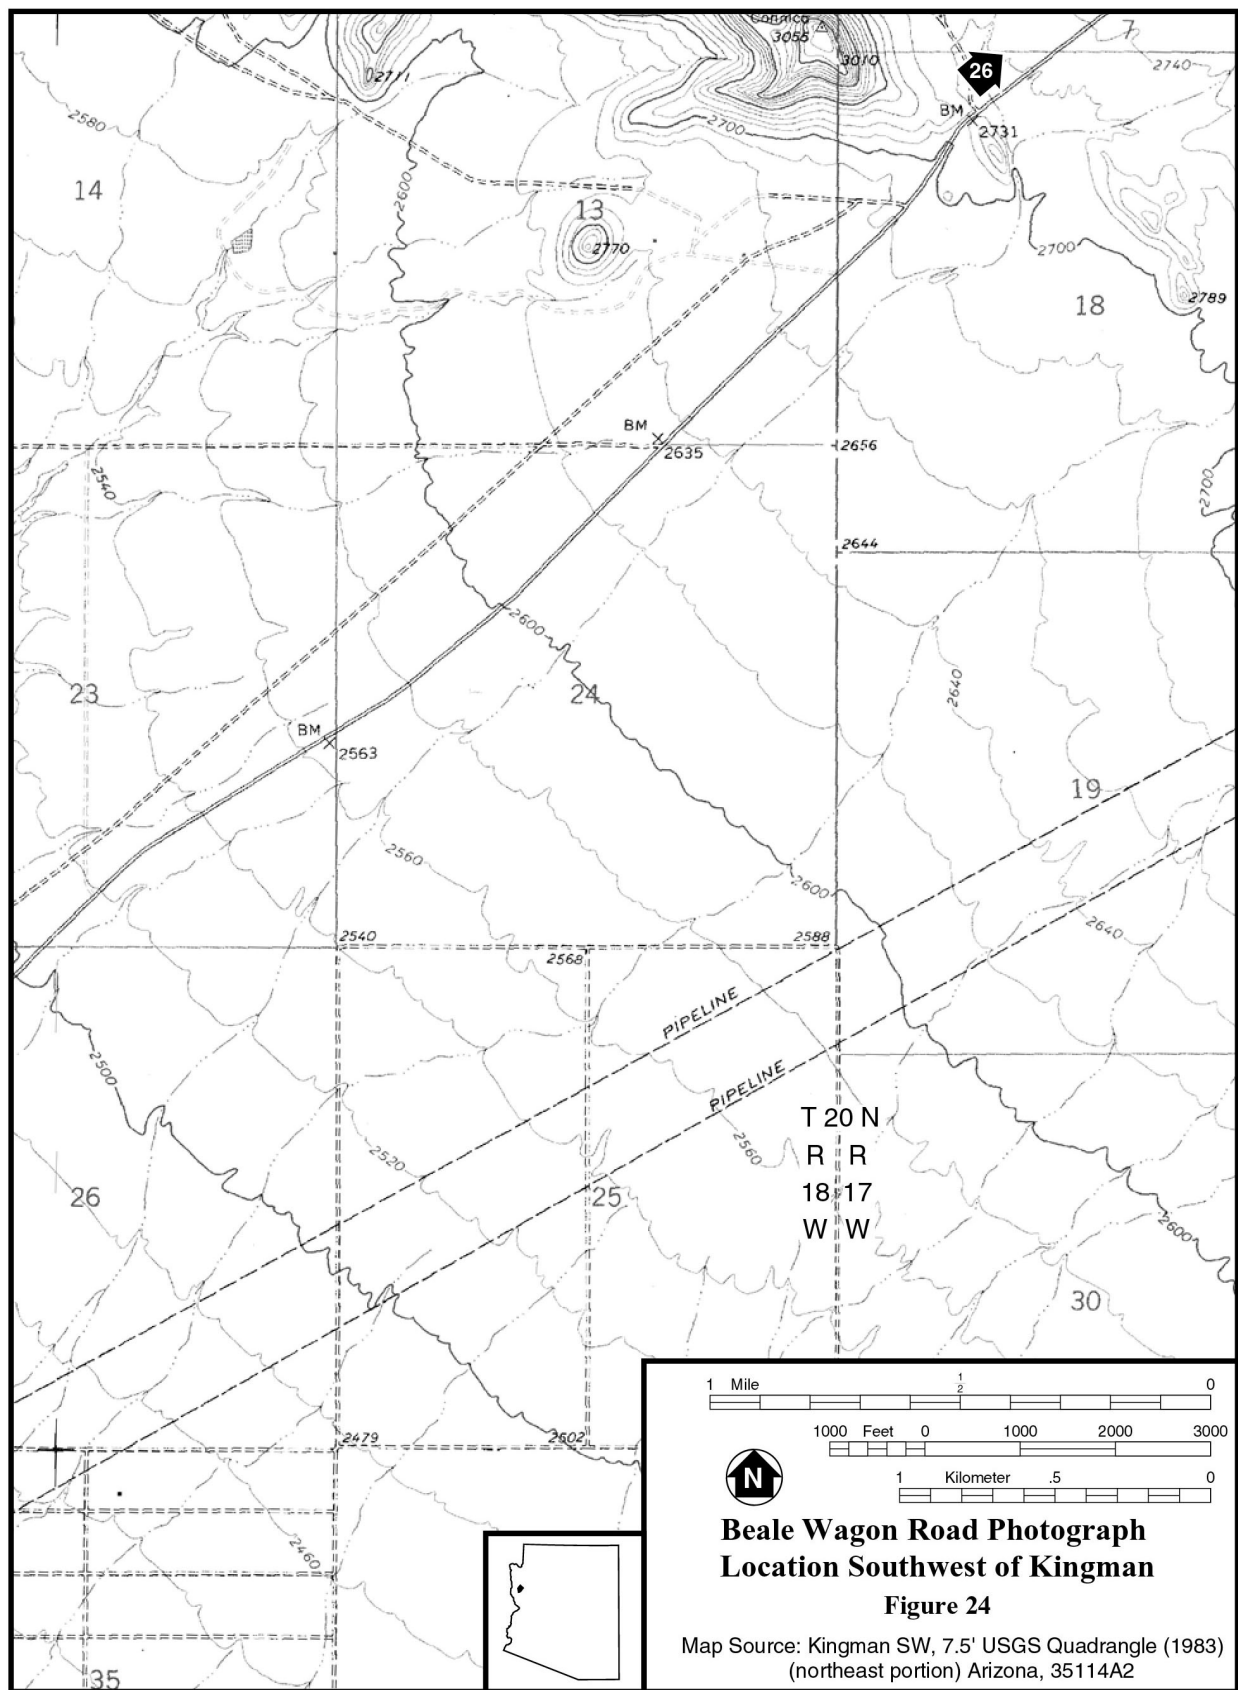 Conmica
3055
3010
7
2740
26
2711
BM
2731
2580
2700
14
2600
13
2770
2700
2789
18
BM
2635
2656
2540
2700
2644
2600
23
24
2640
BM
2563
19
2560
2600
2640
2540
2588
2568
PIPELINE
2500
PIPELINE
T 20 N
R R
18 17
W W
2560
2520
26
25
2600
30
2479
2502
2460
35
1 Mile 1/2 0
1000 Feet 0 1000 2000 3000
1 Kilometer .5 0
N
Beale Wagon Road Photograph
Location Southwest of Kingman
Figure 24
Map Source: Kingman SW, 7.5' USGS Quadrangle (1983)
(northeast portion) Arizona, 35114A2